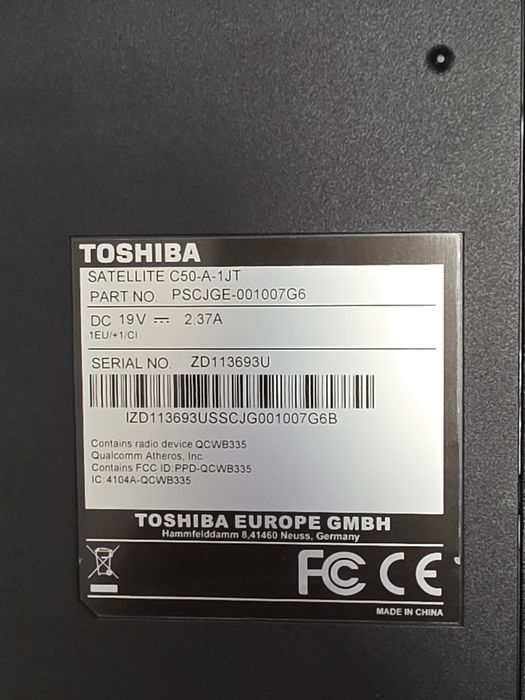 TOSHIBA
SATELLITE C50-A-1JT
PART NO. PSCJGE-001007G6
DC 19V 2.37A
1EU/+1/CI
SERIAL NO. ZD113693U
IZD113693USSCJG001007G6B
Contains radio device QCWB335
Qualcomm Atheros, Inc.
Contains FCC ID:PPD-QCWB335
IC:4104A-QCWB335
TOSHIBA EUROPE GMBH
Hammfelddamm 8,41460 Neuss, Germany
FC CE
MADE IN CHINA